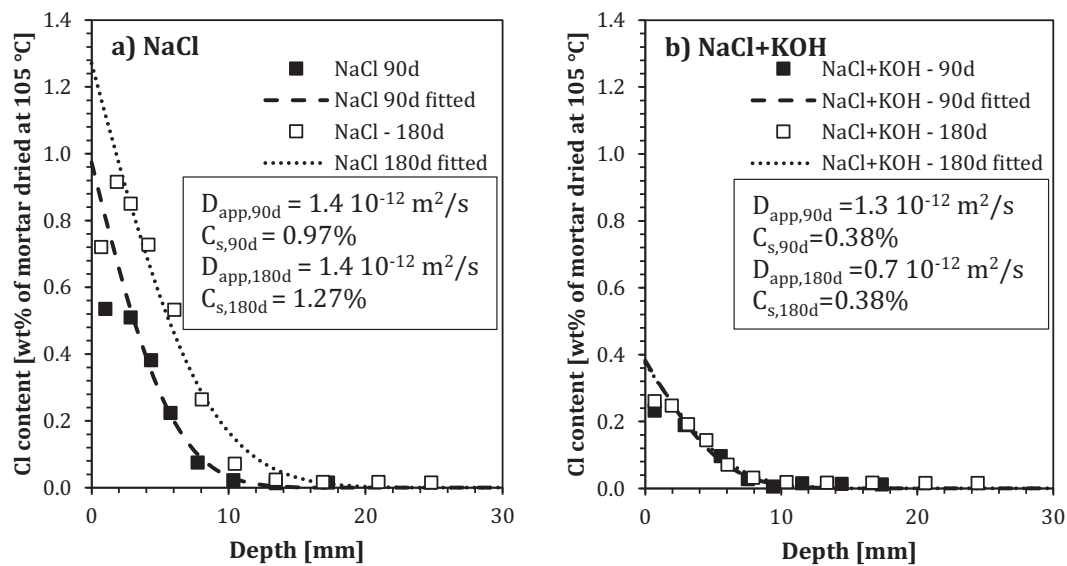 a) NaCl
NaCl 90d
NaCl 90d fitted
NaCl - 180d
NaCl 180d fitted
D_app,90d = 1.4 10^-12 m²/s
C_s,90d = 0.97%
D_app,180d = 1.4 10^-12 m²/s
C_s,180d = 1.27%
Cl content [wt% of mortar dried at 105 °C]
1.4
1.2
1.0
0.8
0.6
0.4
0.2
0.0
0 10 20 30
Depth [mm]
b) NaCl+KOH
NaCl+KOH - 90d
NaCl+KOH - 90d fitted
NaCl+KOH - 180d
NaCl+KOH - 180d fitted
D_app,90d =1.3 10^-12 m²/s
C_s,90d=0.38%
D_app,180d=0.7 10^-12 m²/s
C_s,180d=0.38%
Cl content [wt% of mortar dried at 105 °C]
1.4
1.2
1.0
0.8
0.6
0.4
0.2
0.0
0 10 20 30
Depth [mm]